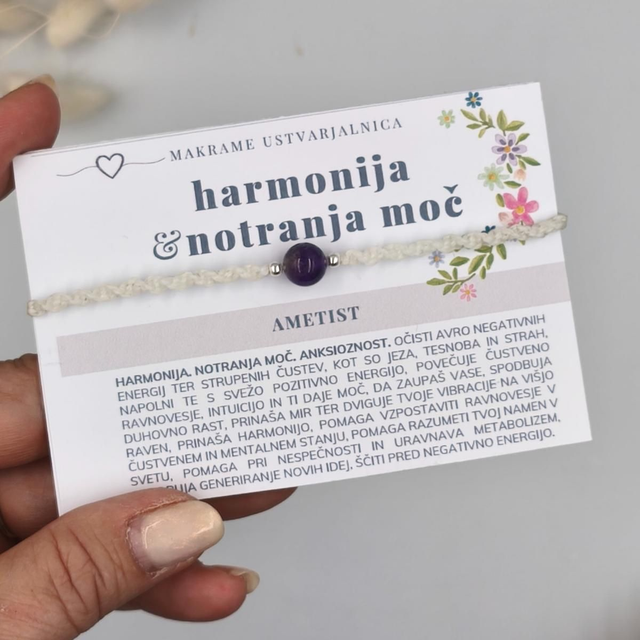 MAKRAME USTVARJALNICA
harmonija
&notranja moč
AMETIST
HARMONIJA. NOTRANJA MOČ. ANKSIOZNOST. OČISTI AVRO NEGATIVNIH
ENERGIJ TER STRUPENIH ČUSTEV, KOT SO JEZA, TESNOBA IN STRAH,
NAPOLNI TE S SVEŽO POZITIVNO ENERGIJO, POVEČUJE ČUSTVENO
RAVNOVESJE, INTUICIJO IN TI DAJE MOČ, DA ZAUPAŠ VASE, SPODBUJA
DUHOVNO RAST, PRINAŠA MIR TER DVIGUJE TVOJE VIBRACIJE NA VIŠJO
RAVEN, PRINAŠA HARMONIJO, POMAGA VZPOSTAVITI RAVNOVESJE V
ČUSTVENEM IN MENTALNEM STANJU, POMAGA RAZUMETI TVOJ NAMEN V
SVETU, POMAGA PRI NESPEČNOSTI IN URAVNAVA METABOLIZEM,
GENERIRANJE NOVIH IDEJ. ŠČITI PRED NEGATIVNO ENERGIJO.